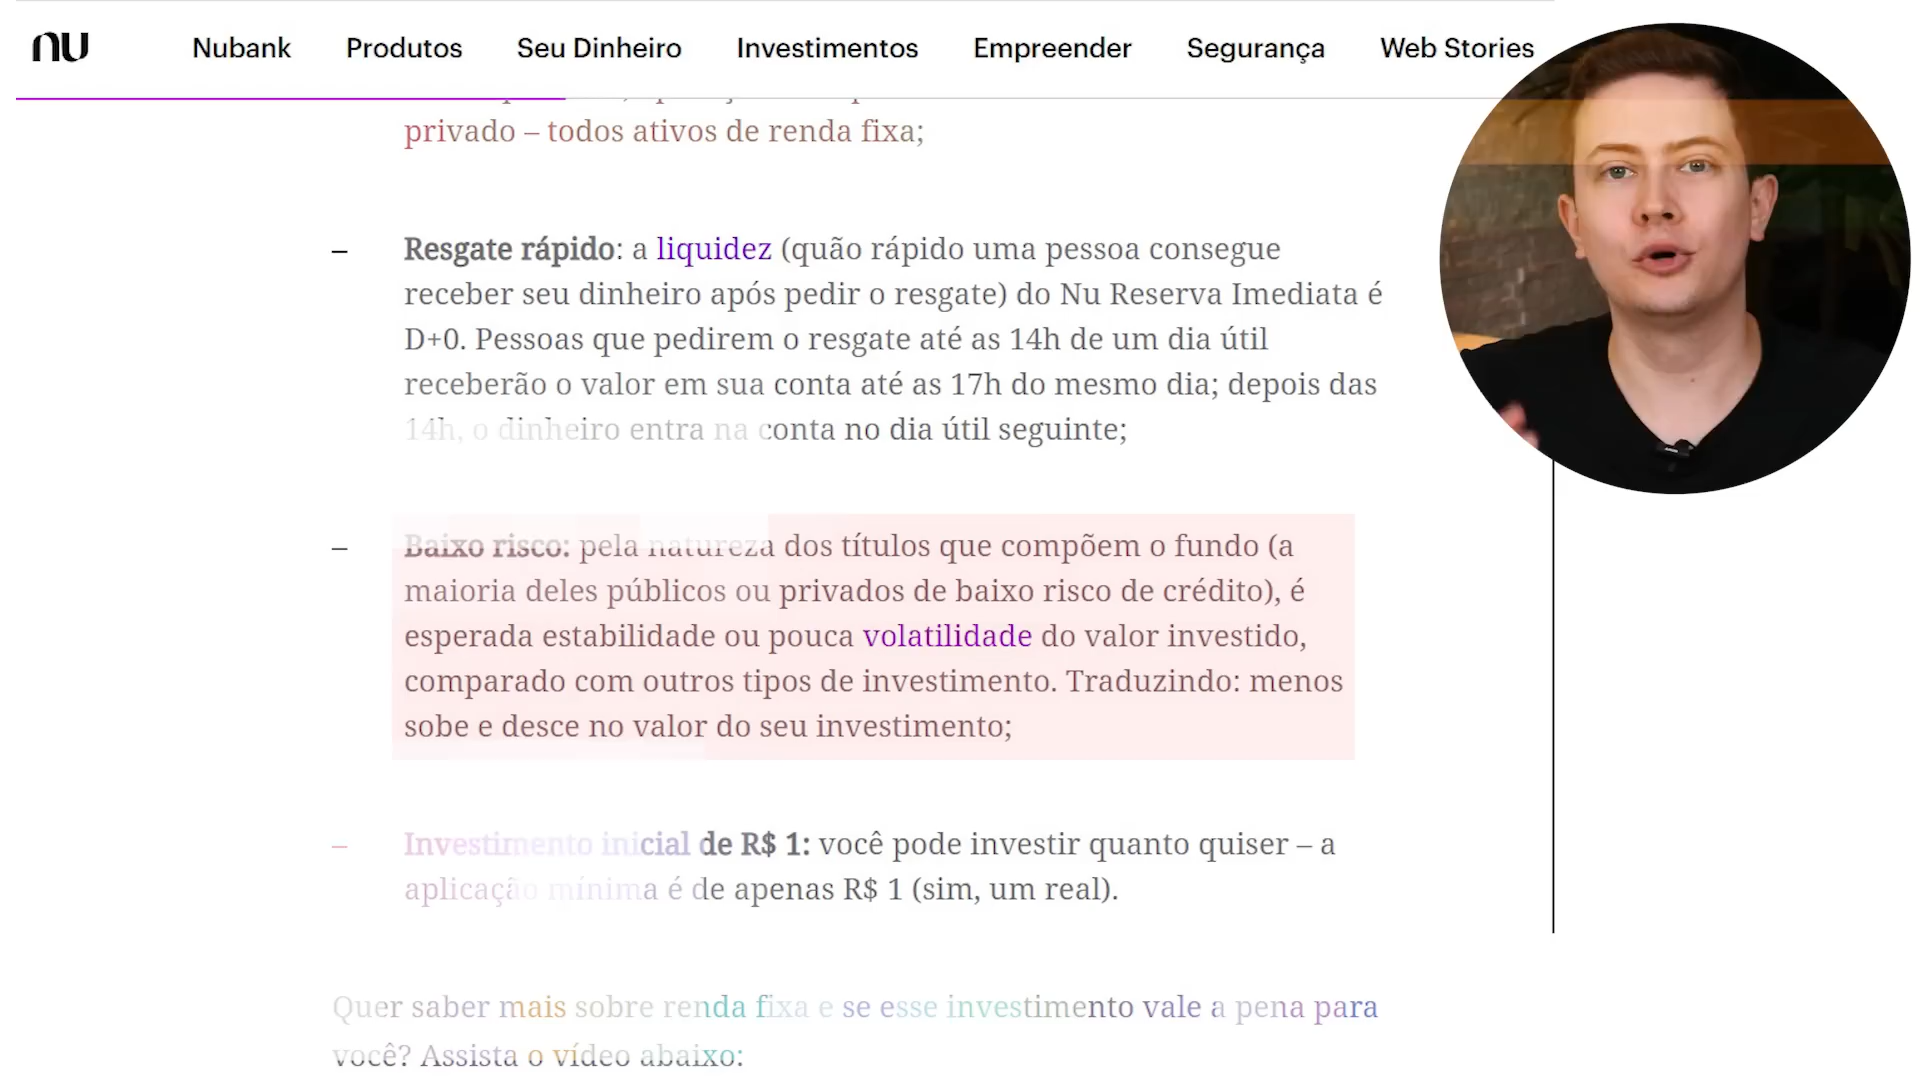 nu
Nubank Produtos Seu Dinheiro Investimentos Empreender Segurança Web Stories
privado – todos ativos de renda fixa;
– Resgate rápido: a liquidez (quão rápido uma pessoa consegue
receber seu dinheiro após pedir o resgate) do Nu Reserva Imediata é
D+0. Pessoas que pedirem o resgate até as 14h de um dia útil
receberão o valor em sua conta até as 17h do mesmo dia; depois das
14h, o dinheiro entra na conta no dia útil seguinte;
– Baixo risco: pela natureza dos títulos que compõem o fundo (a
maioria deles públicos ou privados de baixo risco de crédito), é
esperada estabilidade ou pouca volatilidade do valor investido,
comparado com outros tipos de investimento. Traduzindo: menos
sobe e desce no valor do seu investimento;
– Investimento inicial de R$ 1: você pode investir quanto quiser – a
aplicação mínima é de apenas R$ 1 (sim, um real).
Quer saber mais sobre renda fixa e se esse investimento vale a pena para
você? Assista o vídeo abaixo: